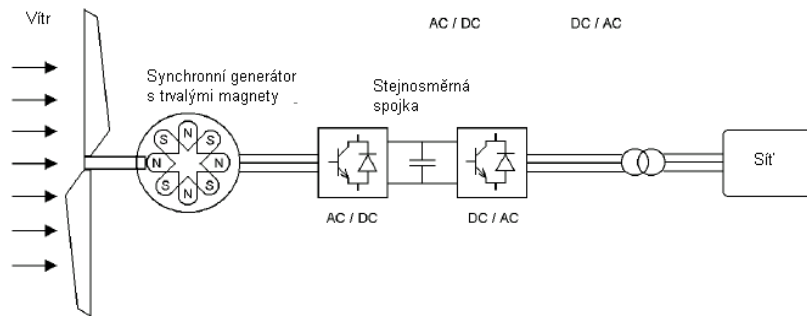 Vítr
AC / DC
DC / AC
Synchronní generátor
s trvalými magnety
Stejnosměrná
spojka
N
S
S
N
N
S
S
N
Síť
AC / DC
DC / AC